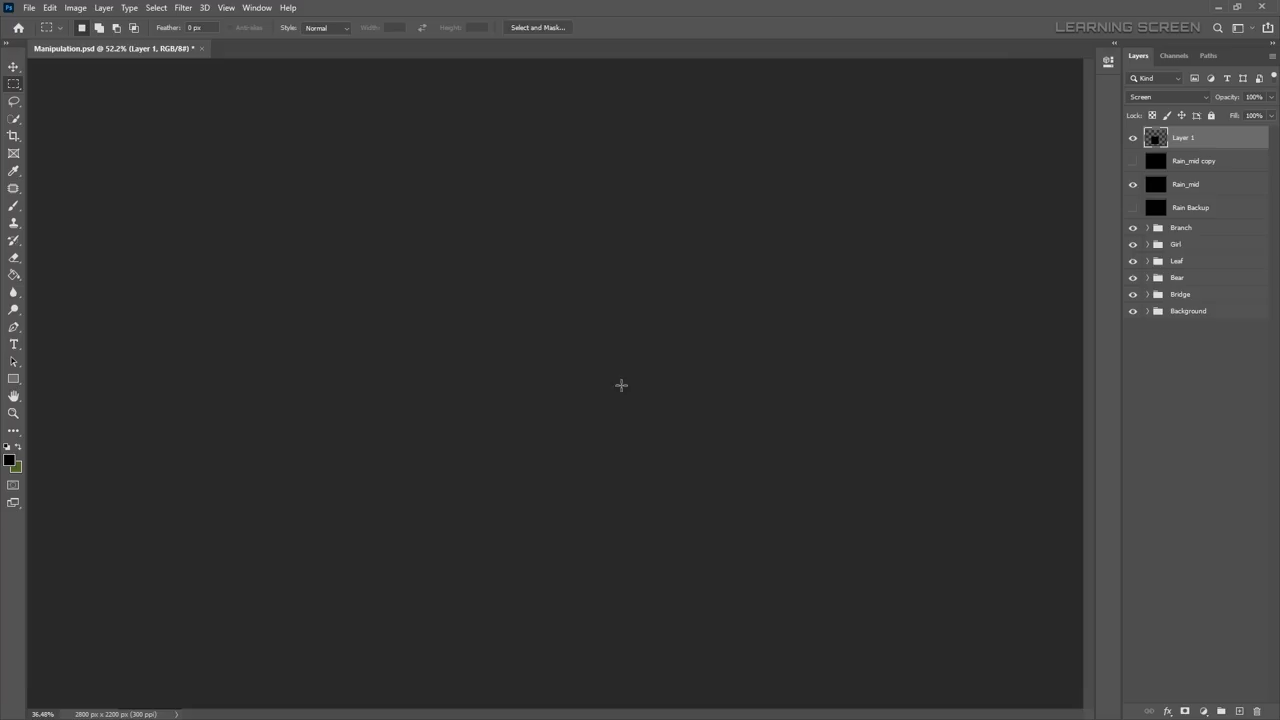 Ps File Edit Image Layer Type Select Filter 3D View Window Help
Feather: 0 px Anti-alias Style: Normal Width: Height: Select and Mask... LEARNING SCREEN
Manipulation.psd @ 52.2% (Layer 1, RGB/8#) * ×
Layers Channels Paths
Kind
Screen Opacity: 100%
Lock: Fill: 100%
Layer 1
Rain_mid copy
Rain_mid
Rain Backup
Branch
Girl
Leaf
Bear
Bridge
Background
36.48% 2800 px x 2200 px (300 ppi)